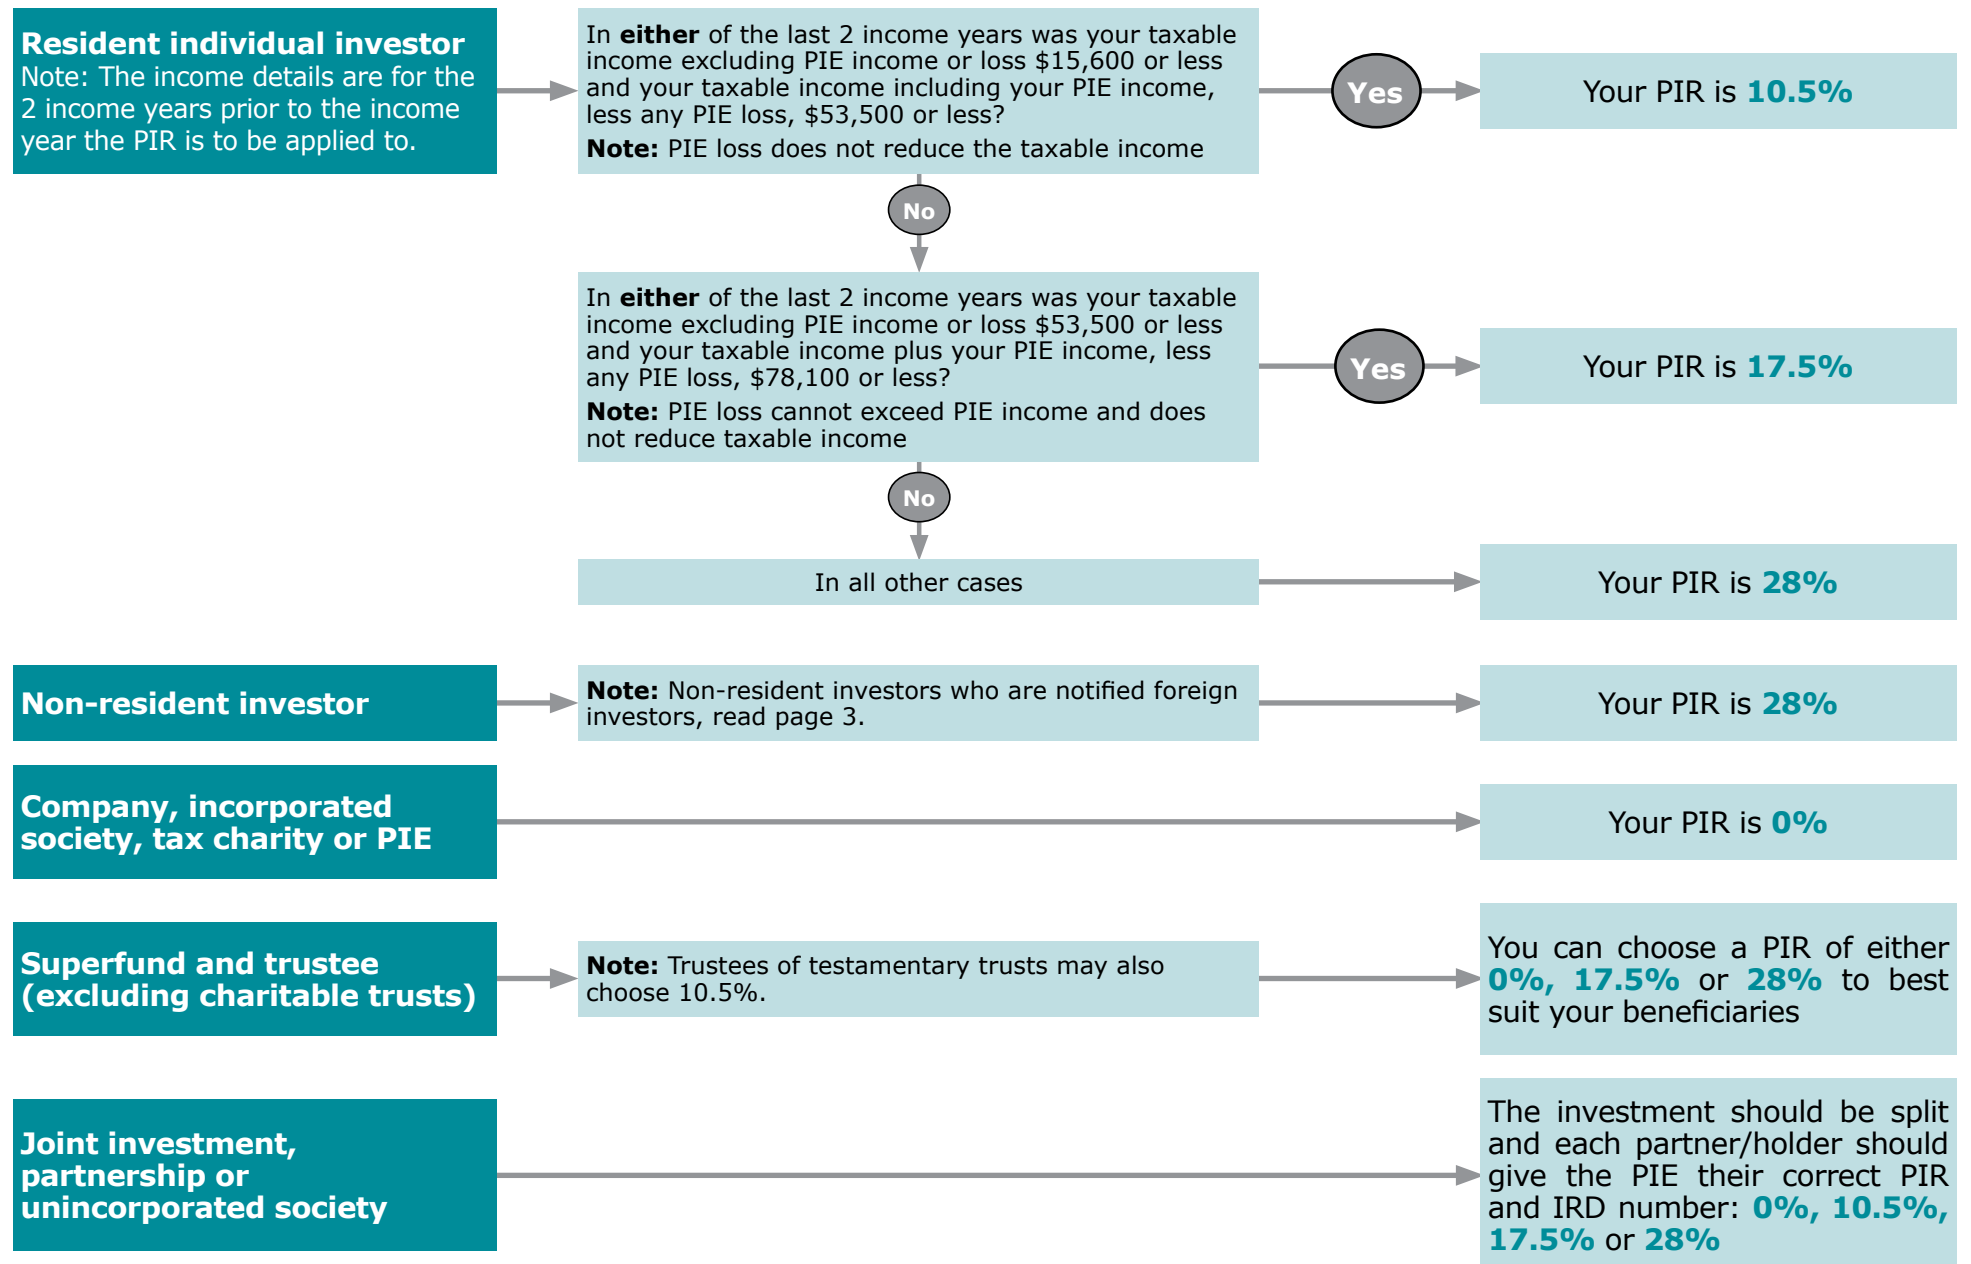 Resident individual investor
Note: The income details are for the
2 income years prior to the income
year the PIR is to be applied to.
In either of the last 2 income years was your taxable
income excluding PIE income or loss $15,600 or less
and your taxable income including your PIE income,
less any PIE loss, $53,500 or less?
Note: PIE loss does not reduce the taxable income
Yes
Your PIR is 10.5%
No
In either of the last 2 income years was your taxable
income excluding PIE income or loss $53,500 or less
and your taxable income plus your PIE income, less
any PIE loss, $78,100 or less?
Note: PIE loss cannot exceed PIE income and does
not reduce taxable income
Yes
Your PIR is 17.5%
No
In all other cases
Your PIR is 28%
Non-resident investor
Note: Non-resident investors who are notified foreign
investors, read page 3.
Your PIR is 28%
Company, incorporated
society, tax charity or PIE
Your PIR is 0%
Superfund and trustee
(excluding charitable trusts)
Note: Trustees of testamentary trusts may also
choose 10.5%.
You can choose a PIR of either
0%, 17.5% or 28% to best
suit your beneficiaries
Joint investment,
partnership or
unincorporated society
The investment should be split
and each partner/holder should
give the PIE their correct PIR
and IRD number: 0%, 10.5%,
17.5% or 28%